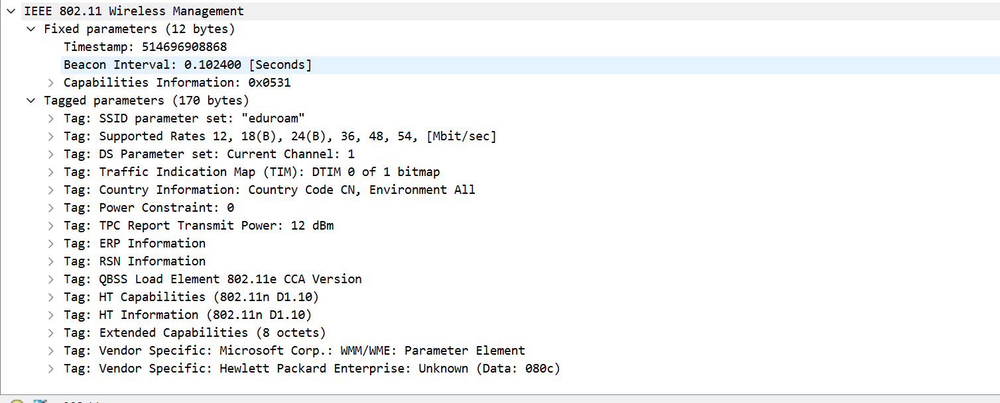 IEEE 802.11 Wireless Management
Fixed parameters (12 bytes)
Timestamp: 514696908868
Beacon Interval: 0.102400 [Seconds]
Capabilities Information: 0x0531
Tagged parameters (170 bytes)
Tag: SSID parameter set: "eduroam"
Tag: Supported Rates 12, 18(B), 24(B), 36, 48, 54, [Mbit/sec]
Tag: DS Parameter set: Current Channel: 1
Tag: Traffic Indication Map (TIM): DTIM 0 of 1 bitmap
Tag: Country Information: Country Code CN, Environment All
Tag: Power Constraint: 0
Tag: TPC Report Transmit Power: 12 dBm
Tag: ERP Information
Tag: RSN Information
Tag: QBSS Load Element 802.11e CCA Version
Tag: HT Capabilities (802.11n D1.10)
Tag: HT Information (802.11n D1.10)
Tag: Extended Capabilities (8 octets)
Tag: Vendor Specific: Microsoft Corp.: WMM/WME: Parameter Element
Tag: Vendor Specific: Hewlett Packard Enterprise: Unknown (Data: 080c)